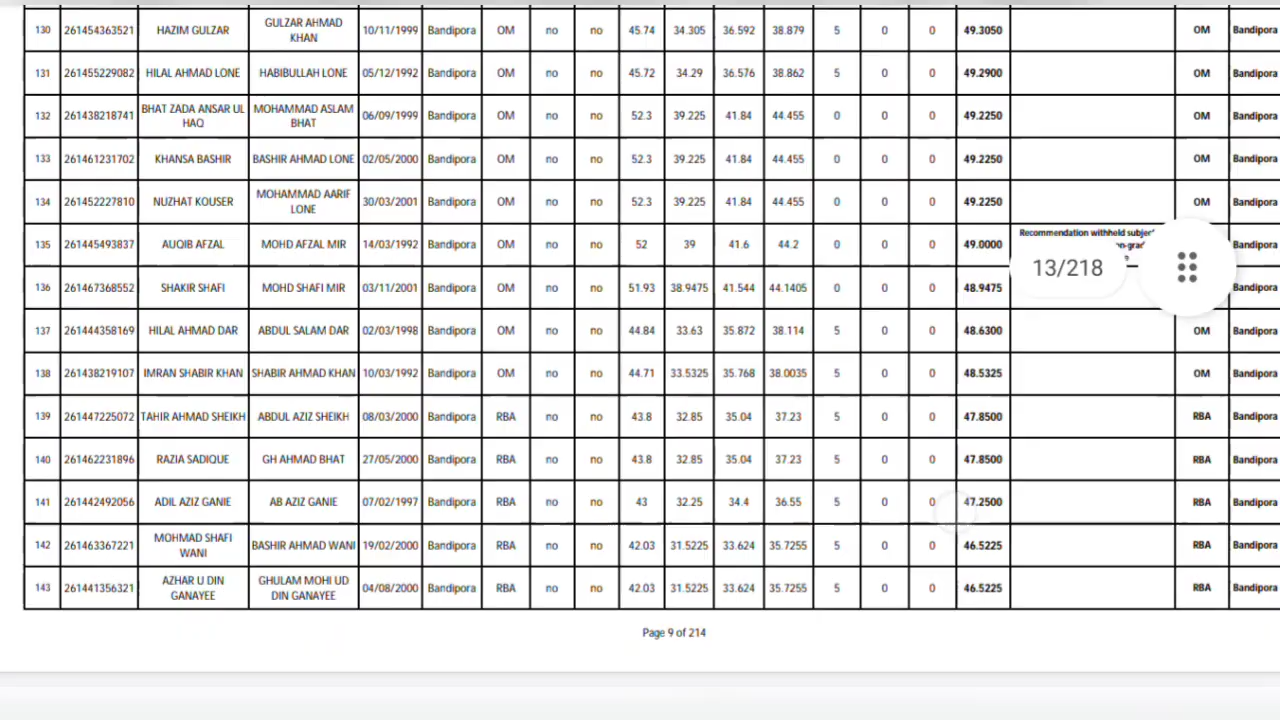 130 261454363521 HAZIM GULZAR GULZAR AHMAD KHAN 10/11/1999 Bandipora OM no no 45.74 34.305 36.592 38.879 5 0 0 49.3050 OM Bandipora
131 261455229082 HILAL AHMAD LONE HABIBULLAH LONE 05/12/1992 Bandipora OM no no 45.72 34.29 36.576 38.862 5 0 0 49.2900 OM Bandipora
132 261438218741 BHAT ZADA ANSAR UL HAQ MOHAMMAD ASLAM BHAT 06/09/1999 Bandipora OM no no 52.3 39.225 41.84 44.455 0 0 0 49.2250 OM Bandipora
133 261461231702 KHANSA BASHIR BASHIR AHMAD LONE 02/05/2000 Bandipora OM no no 52.3 39.225 41.84 44.455 0 0 0 49.2250 OM Bandipora
134 261452227810 NUZHAT KOUSER MOHAMMAD AARIF LONE 30/03/2001 Bandipora OM no no 52.3 39.225 41.84 44.455 0 0 0 49.2250 OM Bandipora
135 261445493837 AUQIB AFZAL MOHD AFZAL MIR 14/03/1992 Bandipora OM no no 52 39 41.6 44.2 0 0 0 49.0000 Recommendation withheld Bandipora
13/218
136 261467368552 SHAKIR SHAFI MOHD SHAFI MIR 03/11/2001 Bandipora OM no no 51.93 38.9475 41.544 44.1405 0 0 0 48.9475 Bandipora
137 261444358169 HILAL AHMAD DAR ABDUL SALAM DAR 02/03/1998 Bandipora OM no no 44.84 33.63 35.872 38.114 5 0 0 48.6300 OM Bandipora
138 261438219107 IMRAN SHABIR KHAN SHABIR AHMAD KHAN 10/03/1992 Bandipora OM no no 44.71 33.5325 35.768 38.0035 5 0 0 48.5325 OM Bandipora
139 261447225072 TAHIR AHMAD SHEIKH ABDUL AZIZ SHEIKH 08/03/2000 Bandipora RBA no no 43.8 32.85 35.04 37.23 5 0 0 47.8500 RBA Bandipora
140 261462231896 RAZIA SADIQUE GH AHMAD BHAT 27/05/2000 Bandipora RBA no no 43.8 32.85 35.04 37.23 5 0 0 47.8500 RBA Bandipora
141 261442492056 ADIL AZIZ GANIE AB AZIZ GANIE 07/02/1997 Bandipora RBA no no 43 32.25 34.4 36.55 5 0 0 47.2500 RBA Bandipora
142 261463367221 MOHMAD SHAFI WANI BASHIR AHMAD WANI 19/02/2000 Bandipora RBA no no 42.03 31.5225 33.624 35.7255 5 0 0 46.5225 RBA Bandipora
143 261441356321 AZHAR U DIN GANAYEE GHULAM MOHI UD DIN GANAYEE 04/08/2000 Bandipora RBA no no 42.03 31.5225 33.624 35.7255 5 0 0 46.5225 RBA Bandipora
Page 9 of 214